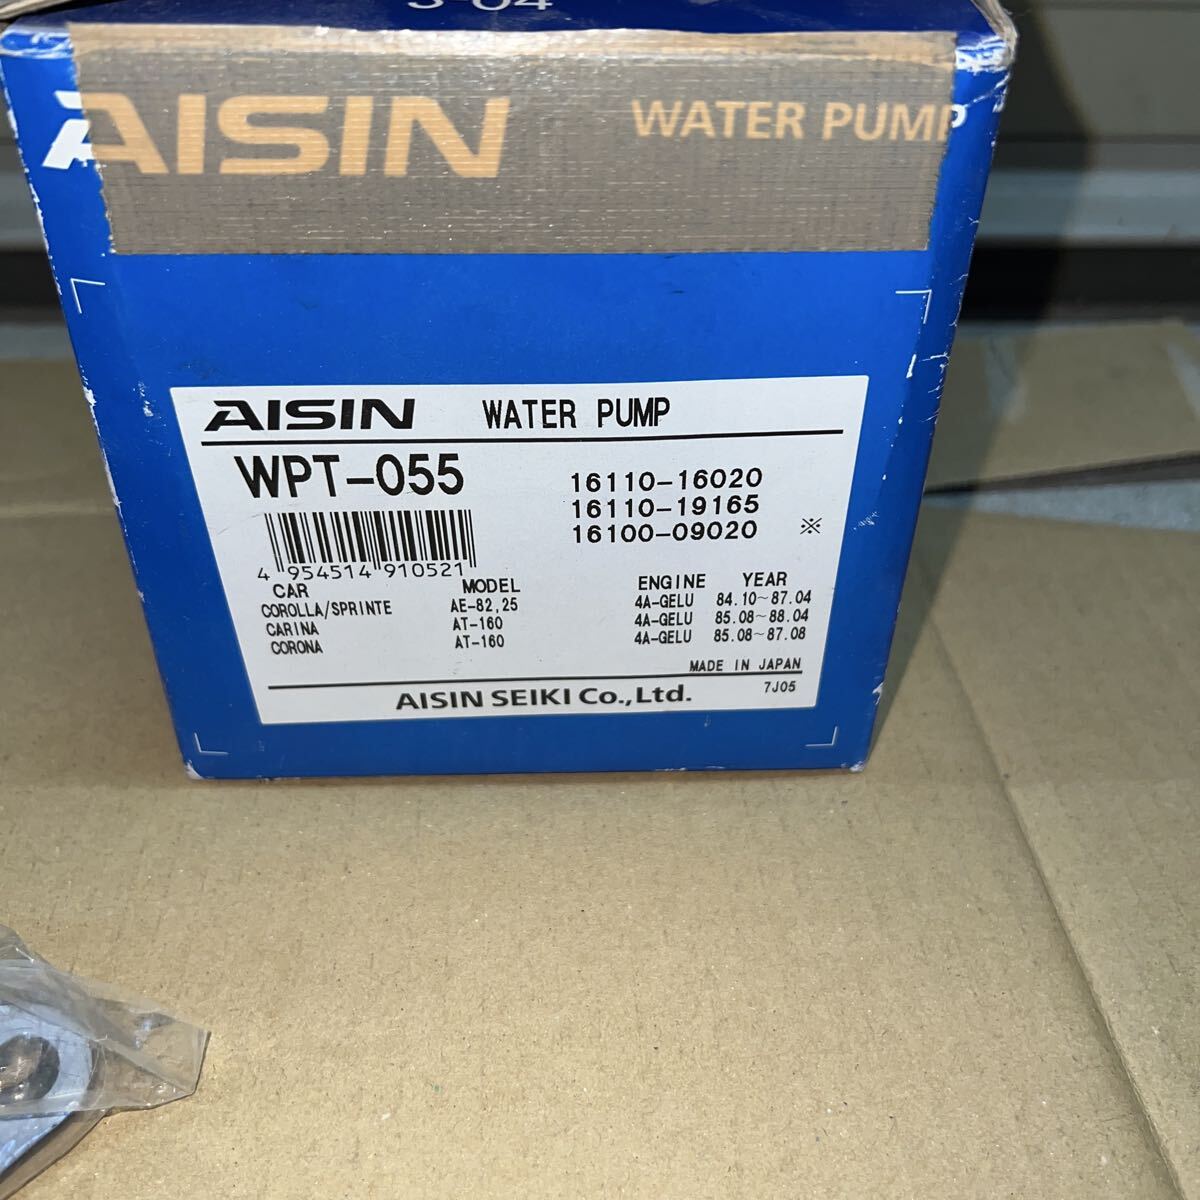 S-64
AISIN WATER PUMP
AISIN WATER PUMP
WPT-055 16110-16020
16110-19165
16100-09020 ※
4 954514 910521
CAR MODEL ENGINE YEAR
COROLLA/SPRINTE AE-82,25 4A-GELU 84.10~87.04
CARINA AT-160 4A-GELU 85.08~88.04
CORONA AT-160 4A-GELU 85.08~87.08
MADE IN JAPAN
AISIN SEIKI Co.,Ltd. 7J05